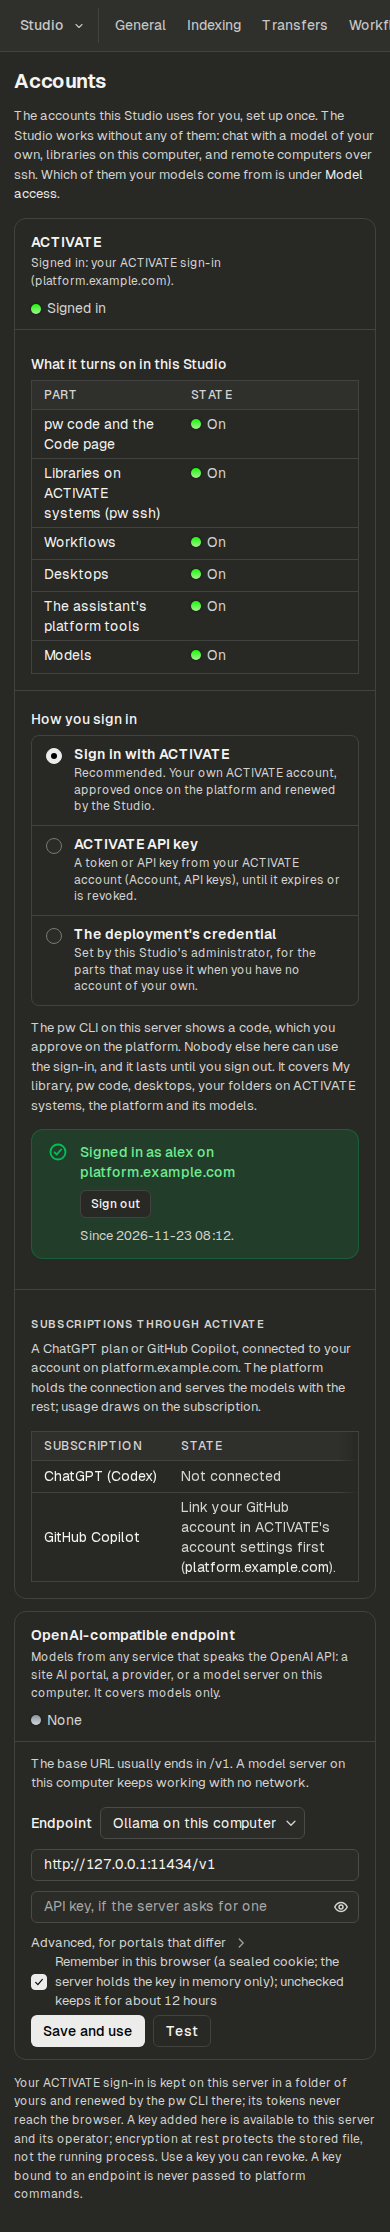 Studio General Indexing Transfers Workf
Accounts
The accounts this Studio uses for you, set up once. The
Studio works without any of them: chat with a model of your
own, libraries on this computer, and remote computers over
ssh. Which of them your models come from is under Model
access.
ACTIVATE
Signed in: your ACTIVATE sign-in
(platform.example.com).
Signed in
What it turns on in this Studio
PART STATE
pw code and the
Code page
On
Libraries on
ACTIVATE
systems (pw ssh)
On
Workflows On
Desktops On
The assistant's
platform tools
On
Models On
How you sign in
Sign in with ACTIVATE
Recommended. Your own ACTIVATE account,
approved once on the platform and renewed
by the Studio.
ACTIVATE API key
A token or API key from your ACTIVATE
account (Account, API keys), until it expires or
is revoked.
The deployment's credential
Set by this Studio's administrator, for the
parts that may use it when you have no
account of your own.
The pw CLI on this server shows a code, which you
approve on the platform. Nobody else here can use
the sign-in, and it lasts until you sign out. It covers My
library, pw code, desktops, your folders on ACTIVATE
systems, the platform and its models.
Signed in as alex on
platform.example.com
Sign out
Since 2026-11-23 08:12.
SUBSCRIPTIONS THROUGH ACTIVATE
A ChatGPT plan or GitHub Copilot, connected to your
account on platform.example.com. The platform
holds the connection and serves the models with the
rest; usage draws on the subscription.
SUBSCRIPTION STATE
ChatGPT (Codex) Not connected
GitHub Copilot
Link your GitHub
account in ACTIVATE's
account settings first
(platform.example.com).
OpenAI-compatible endpoint
Models from any service that speaks the OpenAI API: a
site AI portal, a provider, or a model server on this
computer. It covers models only.
None
The base URL usually ends in /v1. A model server on
this computer keeps working with no network.
Endpoint Ollama on this computer
http://127.0.0.1:11434/v1
API key, if the server asks for one
Advanced, for portals that differ
Remember in this browser (a sealed cookie; the
server holds the key in memory only); unchecked
keeps it for about 12 hours
Save and use Test
Your ACTIVATE sign-in is kept on this server in a folder of
yours and renewed by the pw CLI there; its tokens never
reach the browser. A key added here is available to this server
and its operator; encryption at rest protects the stored file,
not the running process. Use a key you can revoke. A key
bound to an endpoint is never passed to platform
commands.